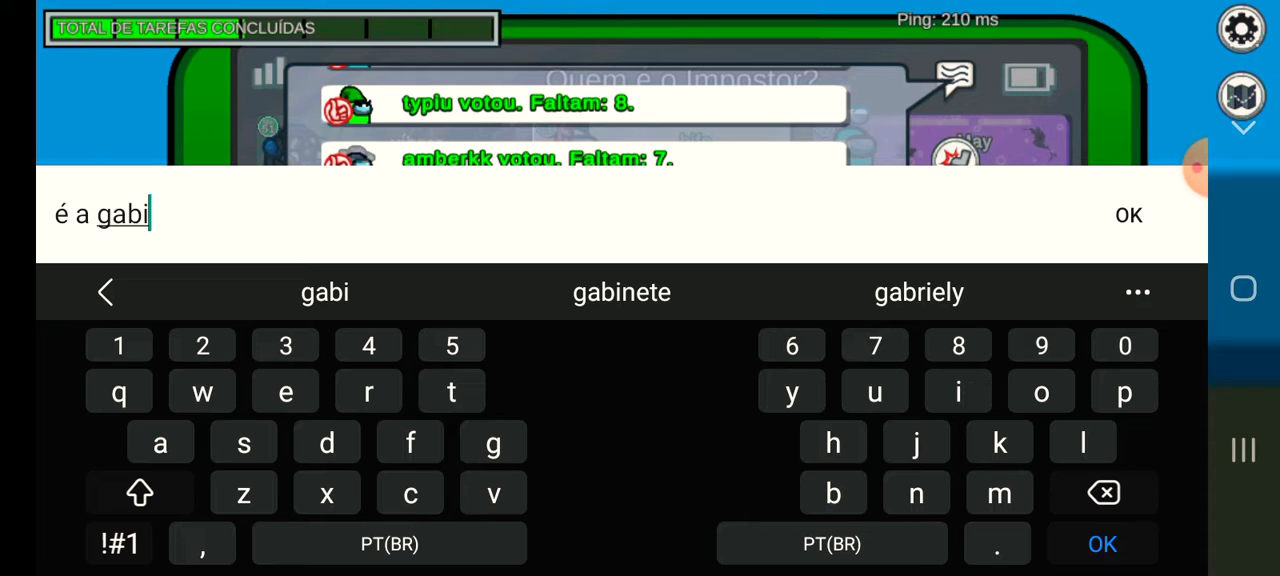 TOTAL DE TAREFAS CONCLUÍDAS
Ping: 210 ms
Quem é o Impostor?
typiu votou. Faltam: 8.
amberkk votou. Faltam: 7.
é a gabi
OK
gabi gabinete gabriely
1 2 3 4 5 6 7 8 9 0
q w e r t y u i o p
a s d f g h j k l
z x c v b n m
!#1 , PT(BR) PT(BR) . OK